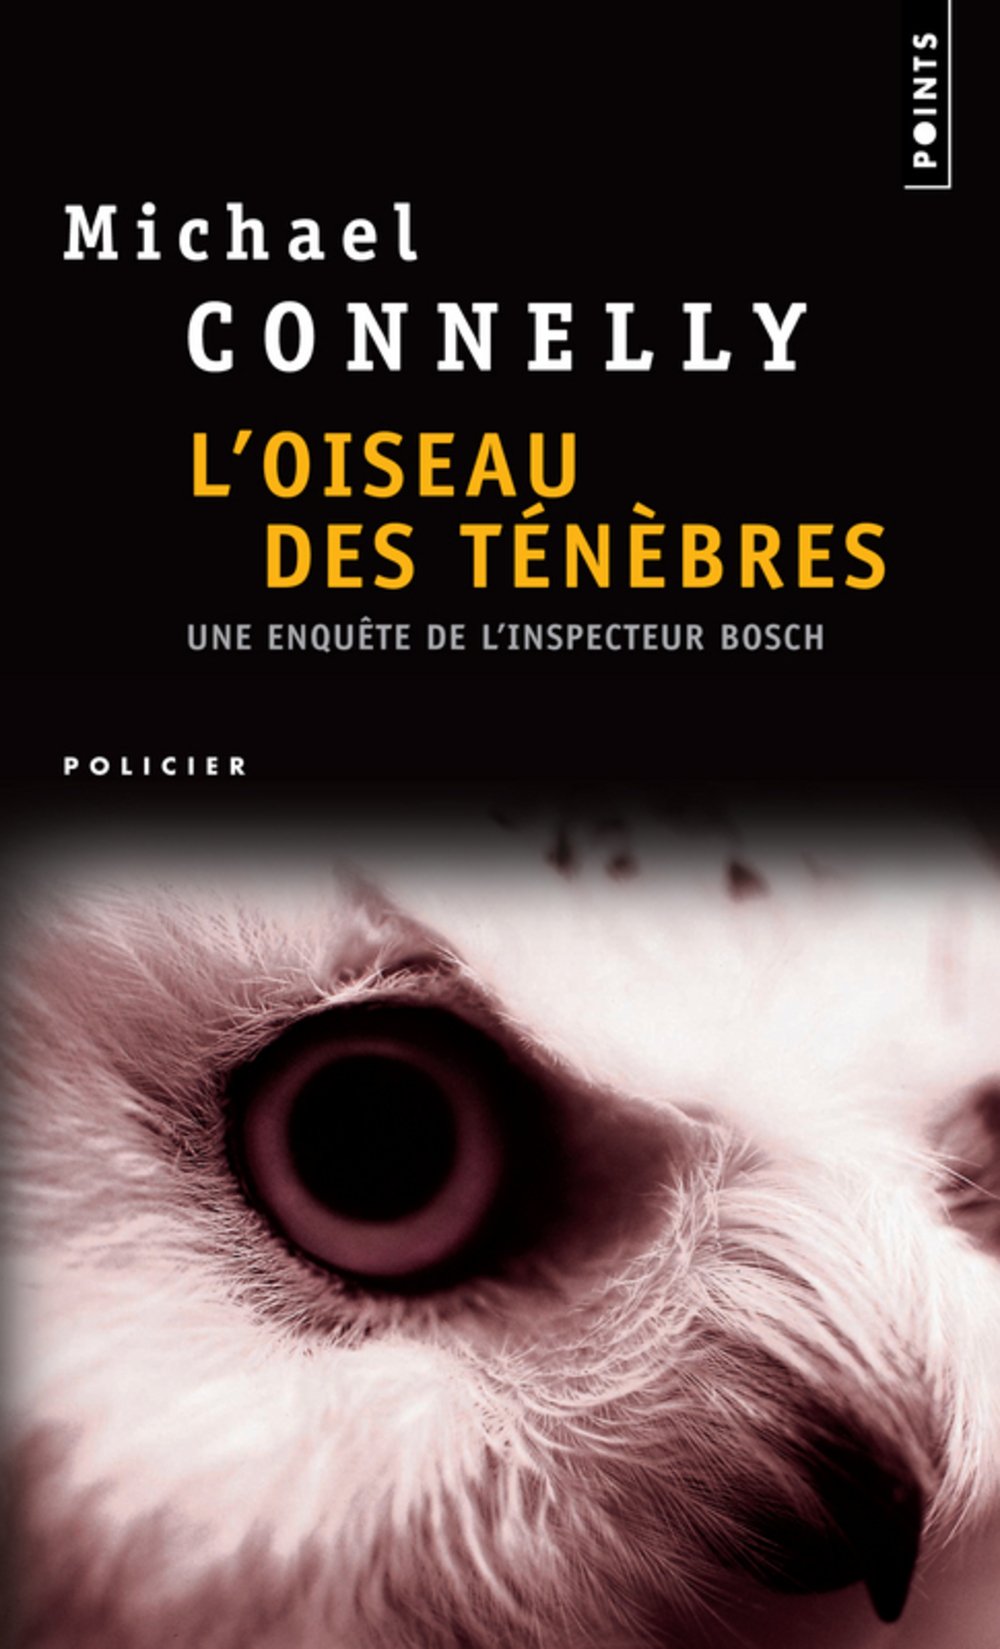 POINTS
Michael
CONNELLY
L'OISEAU
DES TÉNÈBRES
UNE ENQUÊTE DE L'INSPECTEUR BOSCH
POLICIER